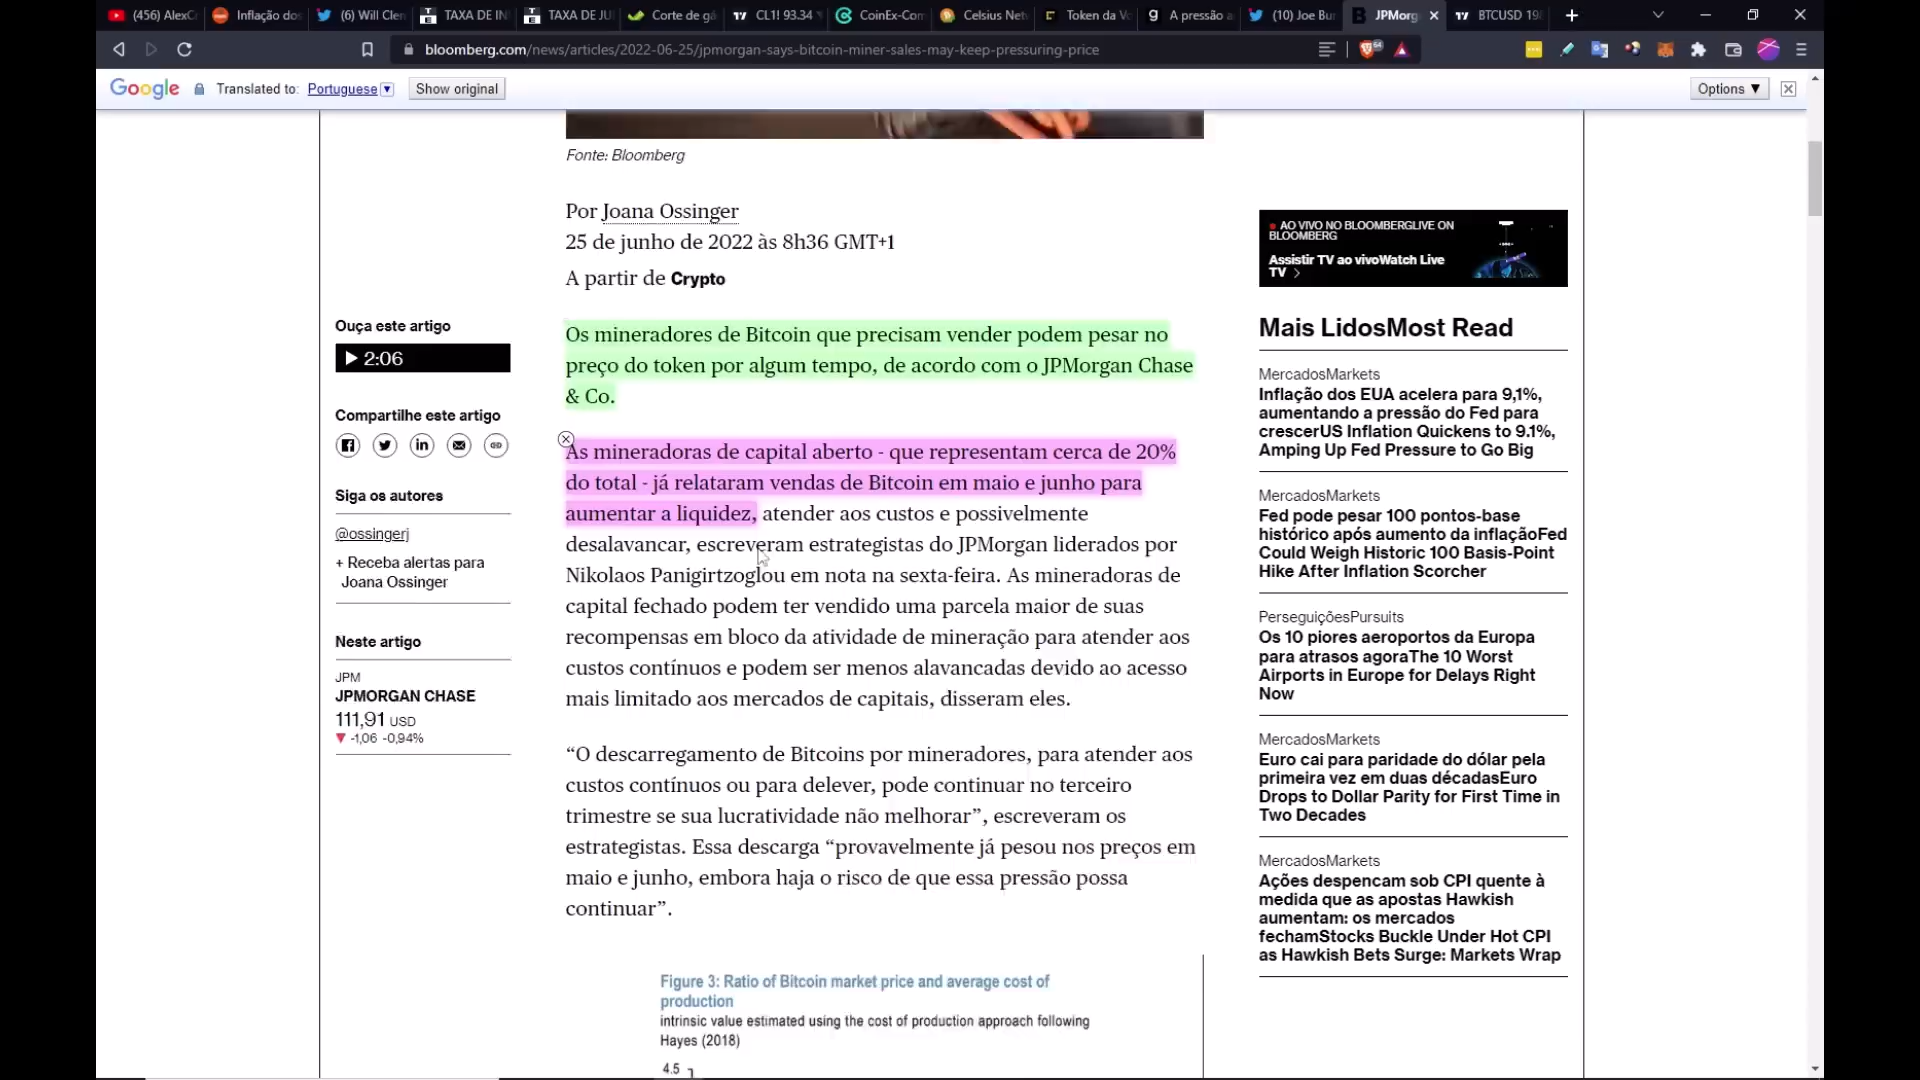 (456) AlexC
Inflação dos
(6) Will Clem
TAXA DE IN
TAXA DE JU
Corte de gá
CL1! 93.34
CoinEx-Com
Celsius Netv
Token da Vo
A pressão a
(10) Joe Bur
JPMorg
BTCUSD 19
bloomberg.com/news/articles/2022-06-25/jpmorgan-says-bitcoin-miner-sales-may-keep-pressuring-price
Google Translated to: Portuguese Show original
Options ▼
Fonte: Bloomberg
Por Joana Ossinger
25 de junho de 2022 às 8h36 GMT+1
A partir de Crypto
Ouça este artigo
2:06
Compartilhe este artigo
Siga os autores
@ossingerj
+ Receba alertas para
Joana Ossinger
Neste artigo
JPM
JPMORGAN CHASE
111,91 USD
▼ -1,06 -0,94%
Os mineradores de Bitcoin que precisam vender podem pesar no
preço do token por algum tempo, de acordo com o JPMorgan Chase
& Co.
As mineradoras de capital aberto - que representam cerca de 20%
do total - já relataram vendas de Bitcoin em maio e junho para
aumentar a liquidez, atender aos custos e possivelmente
desalavancar, escreveram estrategistas do JPMorgan liderados por
Nikolaos Panigirtzoglou em nota na sexta-feira. As mineradoras de
capital fechado podem ter vendido uma parcela maior de suas
recompensas em bloco da atividade de mineração para atender aos
custos contínuos e podem ser menos alavancadas devido ao acesso
mais limitado aos mercados de capitais, disseram eles.
“O descarregamento de Bitcoins por mineradores, para atender aos
custos contínuos ou para delever, pode continuar no terceiro
trimestre se sua lucratividade não melhorar”, escreveram os
estrategistas. Essa descarga “provavelmente já pesou nos preços em
maio e junho, embora haja o risco de que essa pressão possa
continuar”.
Figure 3: Ratio of Bitcoin market price and average cost of
production
intrinsic value estimated using the cost of production approach following
Hayes (2018)
4.5
AO VIVO NO BLOOMBERGLIVE ON
BLOOMBERG
Assistir TV ao vivoWatch Live
TV
Mais LidosMost Read
MercadosMarkets
Inflação dos EUA acelera para 9,1%,
aumentando a pressão do Fed para
crescerUS Inflation Quickens to 9.1%,
Amping Up Fed Pressure to Go Big
MercadosMarkets
Fed pode pesar 100 pontos-base
histórico após aumento da inflaçãoFed
Could Weigh Historic 100 Basis-Point
Hike After Inflation Scorcher
PerseguiçõesPursuits
Os 10 piores aeroportos da Europa
para atrasos agoraThe 10 Worst
Airports in Europe for Delays Right
Now
MercadosMarkets
Euro cai para paridade do dólar pela
primeira vez em duas décadasEuro
Drops to Dollar Parity for First Time in
Two Decades
MercadosMarkets
Ações despencam sob CPI quente à
medida que as apostas Hawkish
aumentam: os mercados
fechamStocks Buckle Under Hot CPI
as Hawkish Bets Surge: Markets Wrap